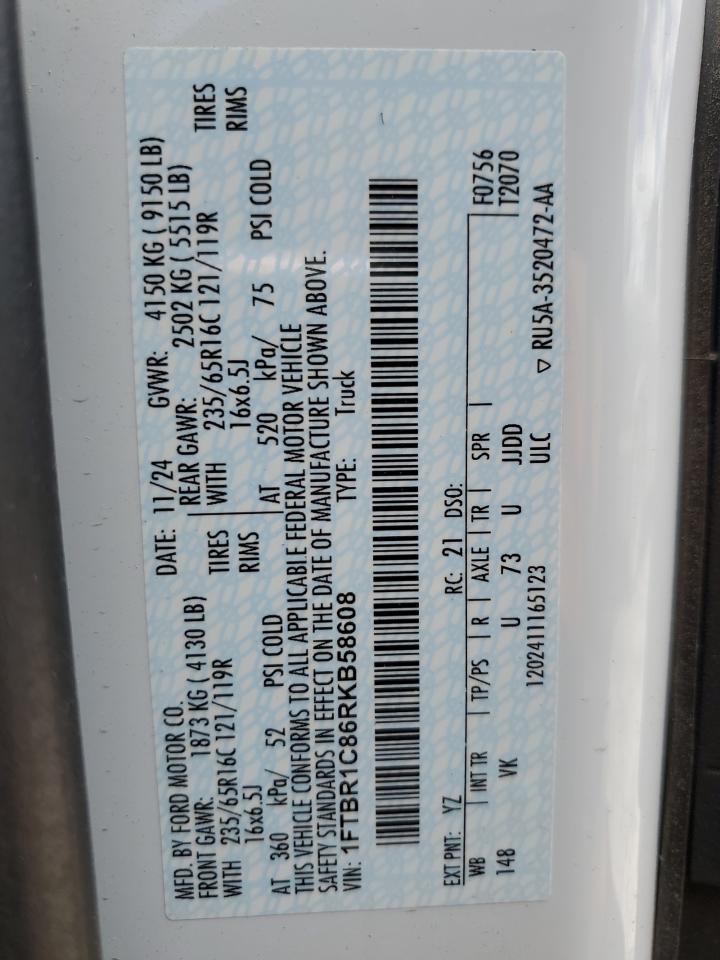 MFD. BY FORD MOTOR CO. DATE: 11/24 GVWR: 4150 KG ( 9150 LB)
FRONT GAWR: 1873 KG ( 4130 LB) REAR GAWR: 2502 KG ( 5515 LB)
WITH 235/65R16C 121/119R TIRES WITH 235/65R16C 121/119R TIRES
16x6.5J RIMS 16x6.5J RIMS
AT 360 kPa/ 52 PSI COLD AT 520 kPa/ 75 PSI COLD
THIS VEHICLE CONFORMS TO ALL APPLICABLE FEDERAL MOTOR VEHICLE
SAFETY STANDARDS IN EFFECT ON THE DATE OF MANUFACTURE SHOWN ABOVE.
VIN: 1FTBR1C86RKB58608 TYPE: Truck
EXT PNT: YZ RC: 21 DSO: F0756
WB INT TR TP/PS R AXLE TR SPR T2070
148 VK U 73 U JJDD
1202411165123 ULC
▽ RU5A-3520472-AA